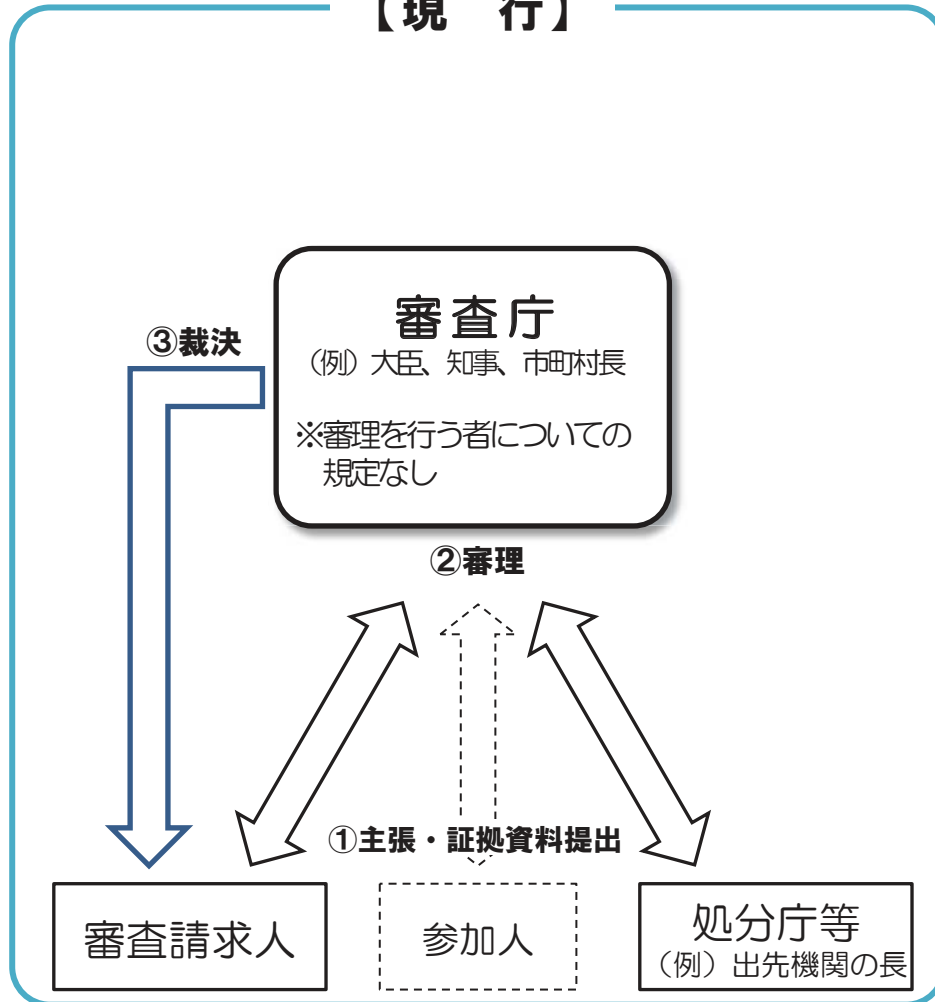 【現 行】
審査庁
（例）大臣、知事、市町村長
※審理を行う者についての
規定なし
③裁決
②審理
①主張・証拠資料提出
審査請求人
参加人
処分庁等
（例）出先機関の長